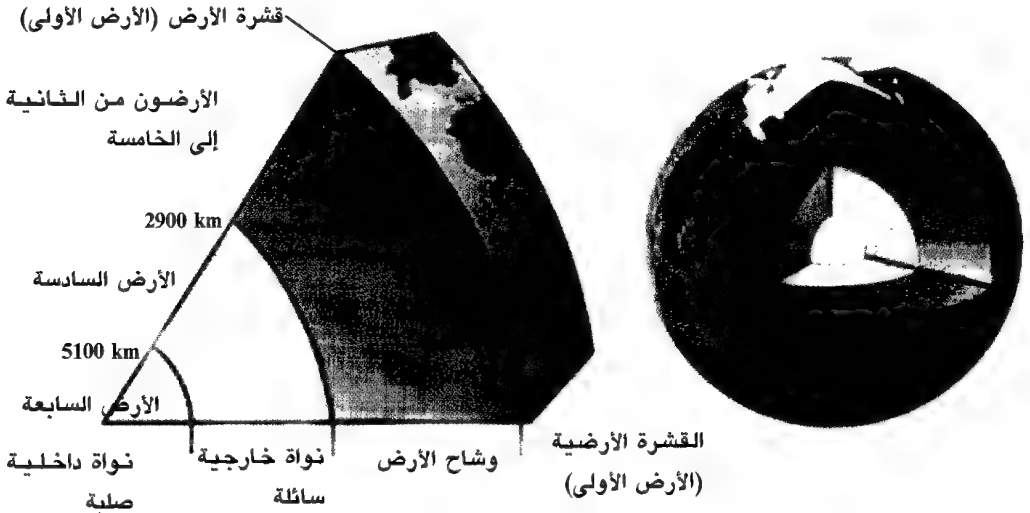 قشرة الأرض (الأرض الأولى)
الأرضون من الثانية
إلى الخامسة
2900 km
الأرض السادسة
5100 km
الأرض السابعة
القشرة الأرضية
(الأرض الأولى)
وشاح الأرض
نواة خارجية
سائلة
نواة داخلية
صلبة